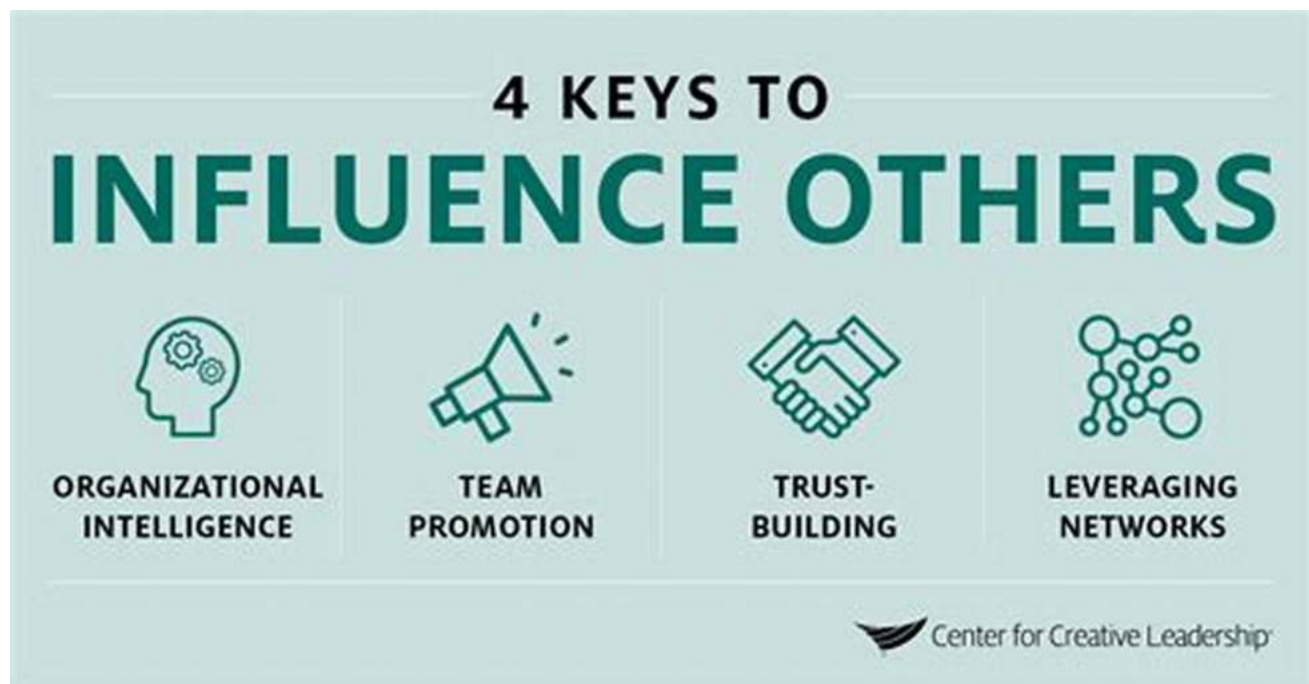 4 KEYS TO
INFLUENCE OTHERS
ORGANIZATIONAL
INTELLIGENCE
TEAM
PROMOTION
TRUST-
BUILDING
LEVERAGING
NETWORKS
Center for Creative Leadership